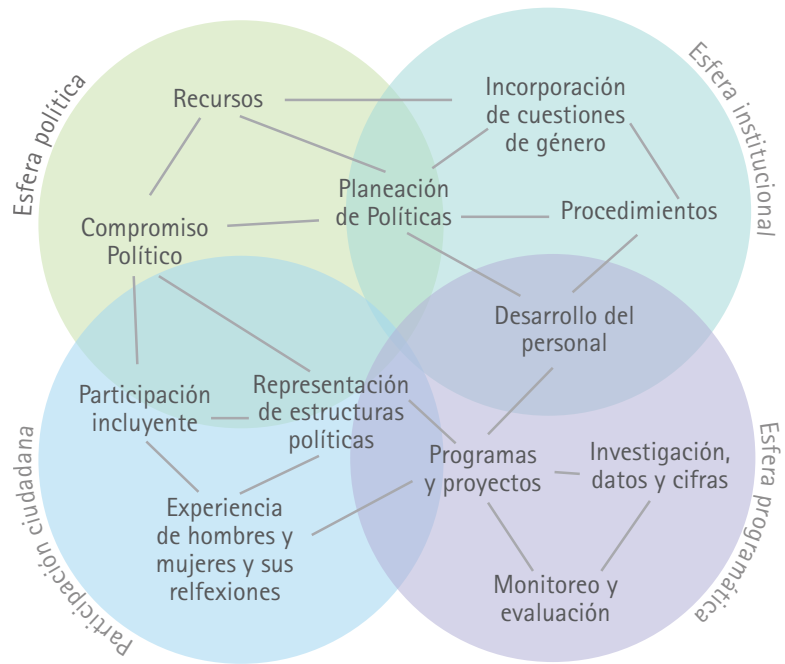 Esfera política
Esfera institucional
Recursos
Incorporación
de cuestiones
de género
Planeación
de Políticas
Procedimientos
Compromiso
Político
Desarrollo del
personal
Participación
incluyente
Representación
de estructuras
políticas
Programas
y proyectos
Investigación,
datos y cifras
Experiencia
de hombres y
mujeres y sus
relfexiones
Monitoreo y
evaluación
Participación ciudadana
Esfera programática